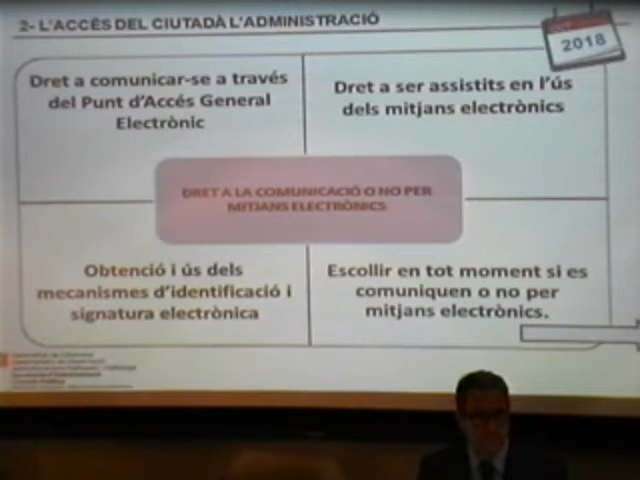 2- L'ACCÉS DEL CIUTADÀ L'ADMINISTRACIÓ
2018
Dret a comunicar-se a través
del Punt d'Accés General
Electrònic
Dret a ser assistits en l'ús
dels mitjans electrònics
DRET A LA COMUNICACIÓ O NO PER
MITJANS ELECTRÒNICS
Obtenció i ús dels
mecanismes d'identificació i
signatura electrònica
Escollir en tot moment si es
comuniquen o no per
mitjans electrònics.